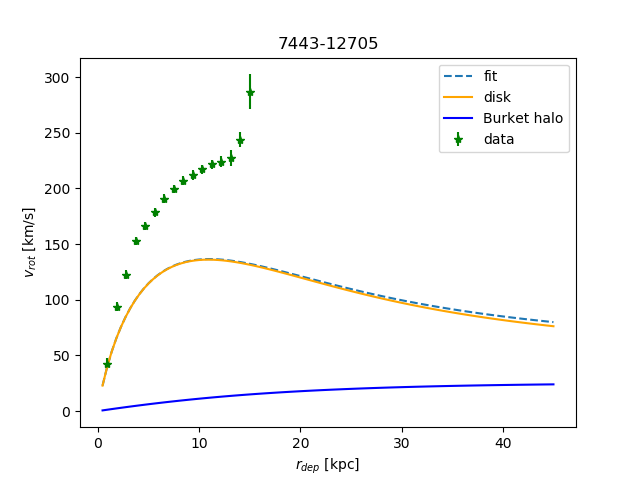 7443-12705
fit
disk
Burket halo
data
300
250
200
150
100
50
0
v_rot [km/s]
0 10 20 30 40
r_dep [kpc]